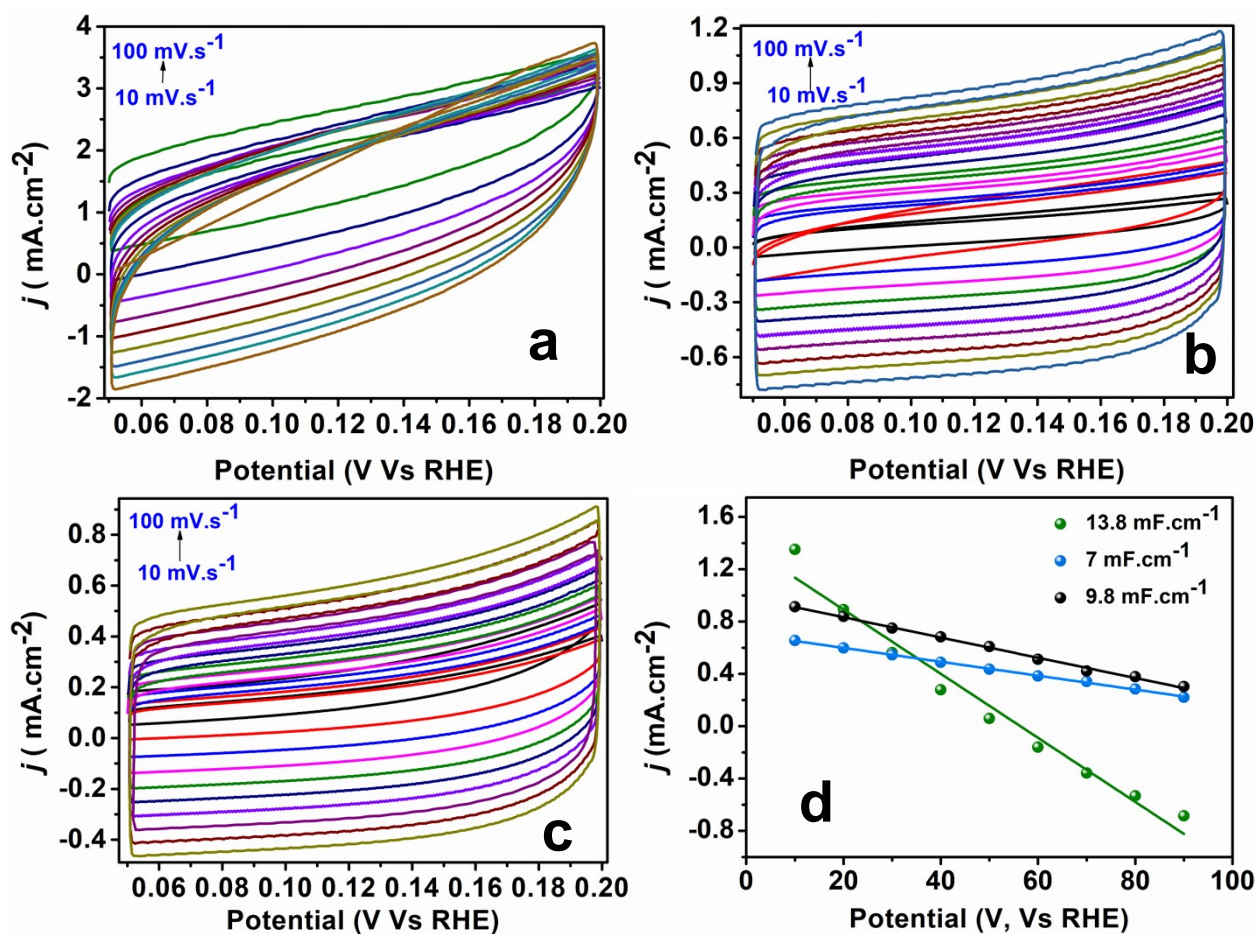 4
3
2
1
0
-1
-2
j ( mA.cm-2)
100 mV.s-1
10 mV.s-1
a
0.06 0.08 0.10 0.12 0.14 0.16 0.18 0.20
Potential (V Vs RHE)
1.2
0.9
0.6
0.3
0.0
-0.3
-0.6
j ( mA.cm-2)
100 mV.s-1
10 mV.s-1
b
0.06 0.08 0.10 0.12 0.14 0.16 0.18 0.20
Potential (V Vs RHE)
0.8
0.6
0.4
0.2
0.0
-0.2
-0.4
j ( mA.cm-2)
100 mV.s-1
10 mV.s-1
c
0.06 0.08 0.10 0.12 0.14 0.16 0.18 0.20
Potential (V Vs RHE)
1.6
1.2
0.8
0.4
0.0
-0.4
-0.8
j (mA.cm-2)
13.8 mF.cm-1
7 mF.cm-1
9.8 mF.cm-1
d
0 20 40 60 80 100
Potential (V, Vs RHE)